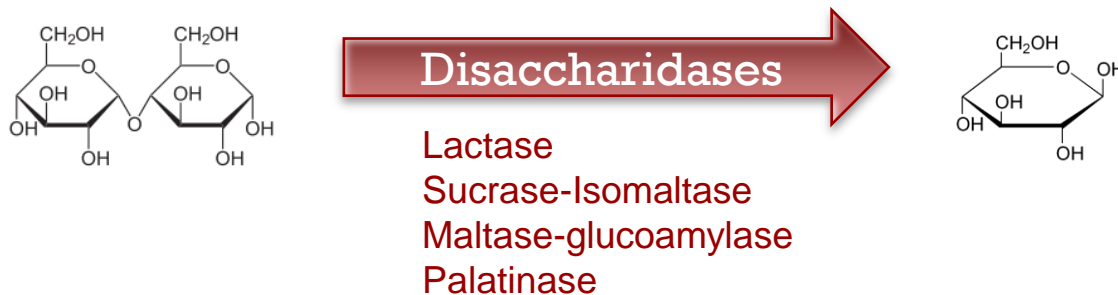 CH2OH
O
OH
OH
OH
O
CH2OH
O
OH
OH
OH
Disaccharidases
Lactase
Sucrase-Isomaltase
Maltase-glucoamylase
Palatinase
CH2OH
O
OH
OH
OH
OH